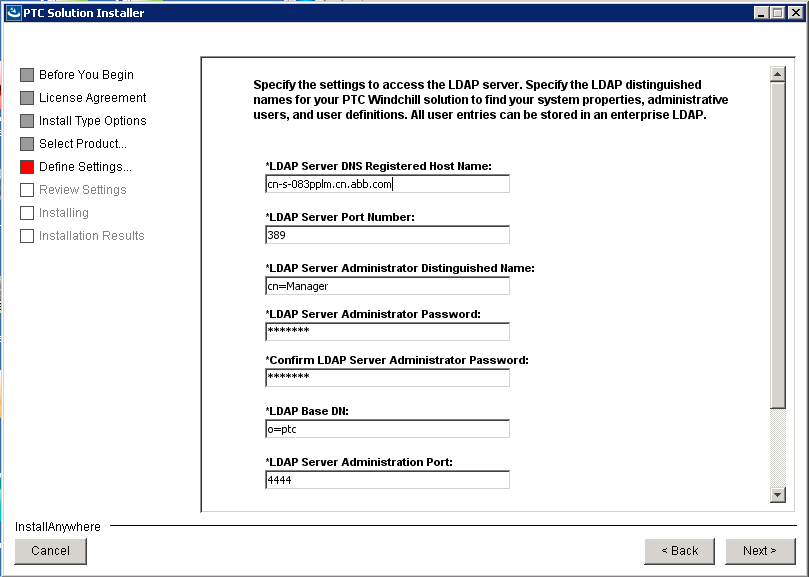 PTC Solution Installer
Before You Begin
License Agreement
Install Type Options
Select Product...
Define Settings...
Review Settings
Installing
Installation Results
Specify the settings to access the LDAP server. Specify the LDAP distinguished
names for your PTC Windchill solution to find your system properties, administrative
users, and user definitions. All user entries can be stored in an enterprise LDAP.
*LDAP Server DNS Registered Host Name:
cn-s-083pplm.cn.abb.com
*LDAP Server Port Number:
389
*LDAP Server Administrator Distinguished Name:
cn=Manager
*LDAP Server Administrator Password:
*******
*Confirm LDAP Server Administrator Password:
*******
*LDAP Base DN:
o=ptc
*LDAP Server Administration Port:
4444
InstallAnywhere
Cancel
< Back
Next >